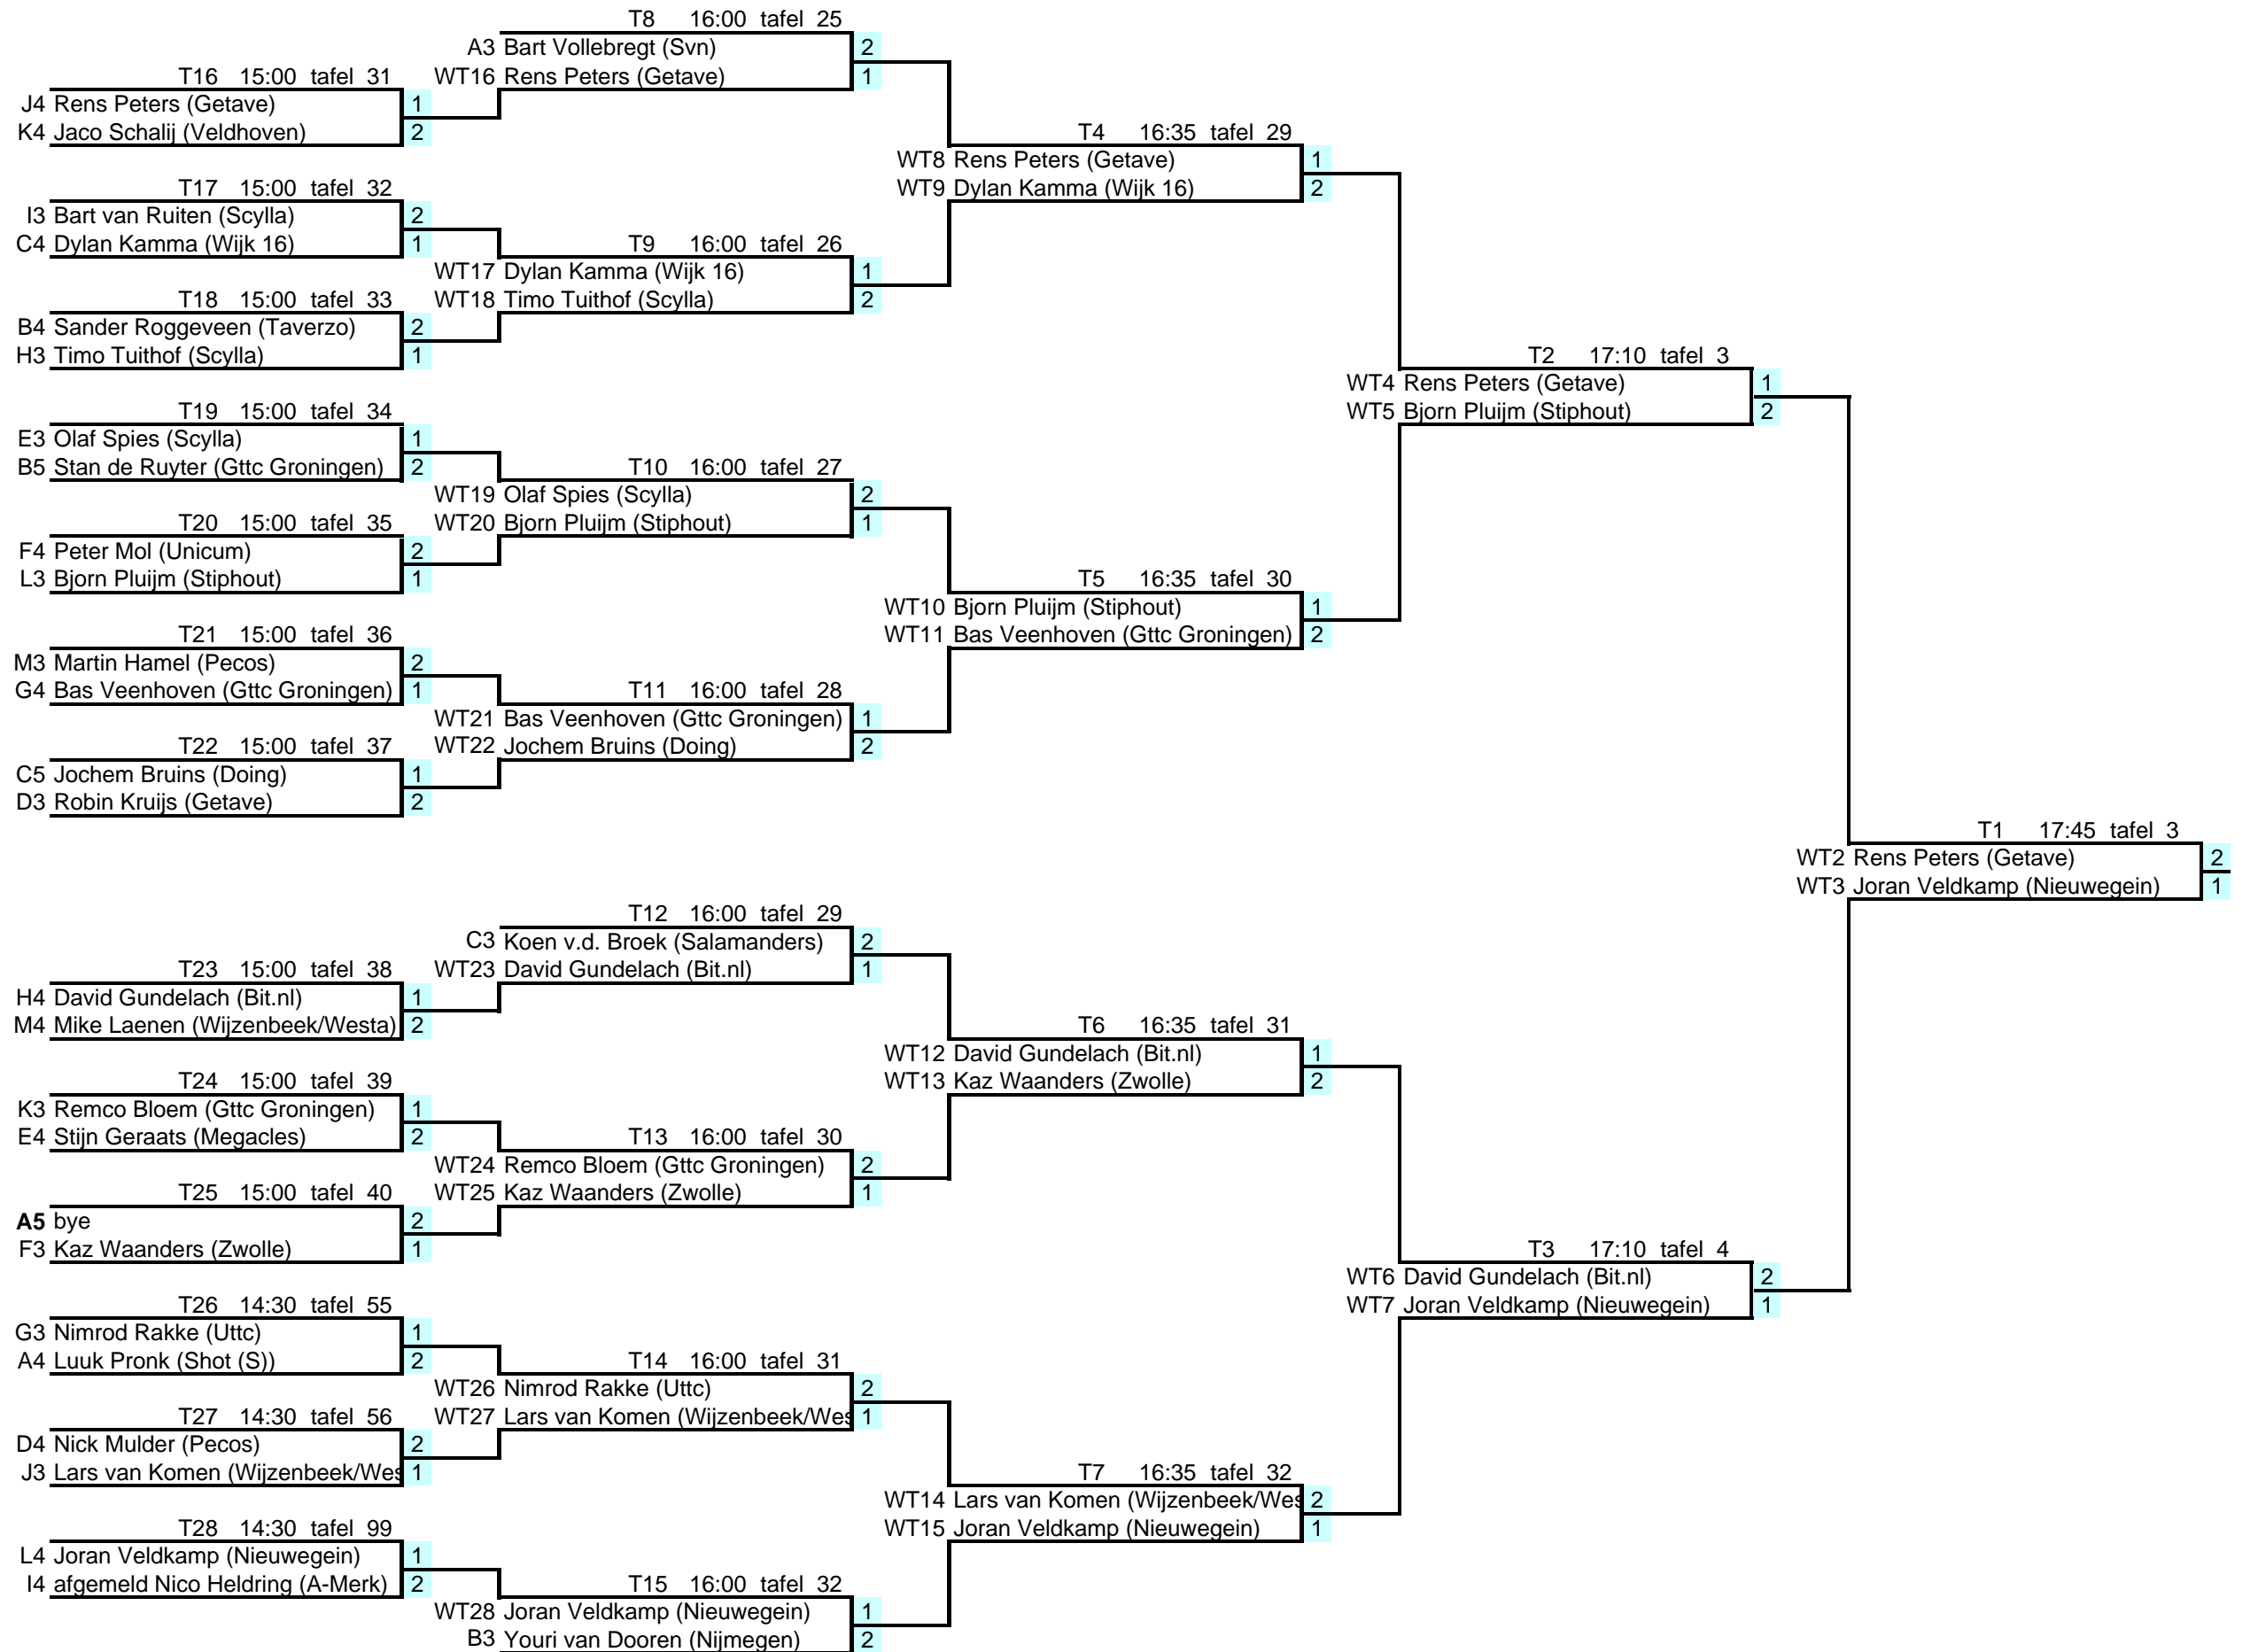 T8 16:00 tafel 25
A3 Bart Vollebregt (Svn) 2
WT16 Rens Peters (Getave) 1
T16 15:00 tafel 31
J4 Rens Peters (Getave) 1
K4 Jaco Schalij (Veldhoven) 2
T4 16:35 tafel 29
WT8 Rens Peters (Getave) 1
WT9 Dylan Kamma (Wijk 16) 2
T17 15:00 tafel 32
I3 Bart van Ruiten (Scylla) 2
C4 Dylan Kamma (Wijk 16) 1
T9 16:00 tafel 26
WT17 Dylan Kamma (Wijk 16) 1
WT18 Timo Tuithof (Scylla) 2
T18 15:00 tafel 33
B4 Sander Roggeveen (Taverzo) 2
H3 Timo Tuithof (Scylla) 1
T2 17:10 tafel 3
WT4 Rens Peters (Getave) 1
WT5 Bjorn Pluijm (Stiphout) 2
T19 15:00 tafel 34
E3 Olaf Spies (Scylla) 1
B5 Stan de Ruyter (Gttc Groningen) 2
T10 16:00 tafel 27
WT19 Olaf Spies (Scylla) 2
WT20 Bjorn Pluijm (Stiphout) 1
T20 15:00 tafel 35
F4 Peter Mol (Unicum) 2
L3 Bjorn Pluijm (Stiphout) 1
T5 16:35 tafel 30
WT10 Bjorn Pluijm (Stiphout) 1
WT11 Bas Veenhoven (Gttc Groningen) 2
T21 15:00 tafel 36
M3 Martin Hamel (Pecos) 2
G4 Bas Veenhoven (Gttc Groningen) 1
T11 16:00 tafel 28
WT21 Bas Veenhoven (Gttc Groningen) 1
WT22 Jochem Bruins (Doing) 2
T22 15:00 tafel 37
C5 Jochem Bruins (Doing) 1
D3 Robin Kruijs (Getave) 2
T1 17:45 tafel 3
WT2 Rens Peters (Getave) 2
WT3 Joran Veldkamp (Nieuwegein) 1
T12 16:00 tafel 29
C3 Koen v.d. Broek (Salamanders) 2
WT23 David Gundelach (Bit.nl) 1
T23 15:00 tafel 38
H4 David Gundelach (Bit.nl) 1
M4 Mike Laenen (Wijzenbeek/Westa) 2
T6 16:35 tafel 31
WT12 David Gundelach (Bit.nl) 1
WT13 Kaz Waanders (Zwolle) 2
T24 15:00 tafel 39
K3 Remco Bloem (Gttc Groningen) 1
E4 Stijn Geraats (Megacles) 2
T13 16:00 tafel 30
WT24 Remco Bloem (Gttc Groningen) 2
WT25 Kaz Waanders (Zwolle) 1
T25 15:00 tafel 40
A5 bye 2
F3 Kaz Waanders (Zwolle) 1
T3 17:10 tafel 4
WT6 David Gundelach (Bit.nl) 2
WT7 Joran Veldkamp (Nieuwegein) 1
T26 14:30 tafel 55
G3 Nimrod Rakke (Uttc) 1
A4 Luuk Pronk (Shot (S)) 2
T14 16:00 tafel 31
WT26 Nimrod Rakke (Uttc) 2
WT27 Lars van Komen (Wijzenbeek/Wes 1
T27 14:30 tafel 56
D4 Nick Mulder (Pecos) 2
J3 Lars van Komen (Wijzenbeek/Wes 1
T7 16:35 tafel 32
WT14 Lars van Komen (Wijzenbeek/Wes 2
WT15 Joran Veldkamp (Nieuwegein) 1
T28 14:30 tafel 99
L4 Joran Veldkamp (Nieuwegein) 1
I4 afgemeld Nico Heldring (A-Merk) 2
T15 16:00 tafel 32
WT28 Joran Veldkamp (Nieuwegein) 1
B3 Youri van Dooren (Nijmegen) 2